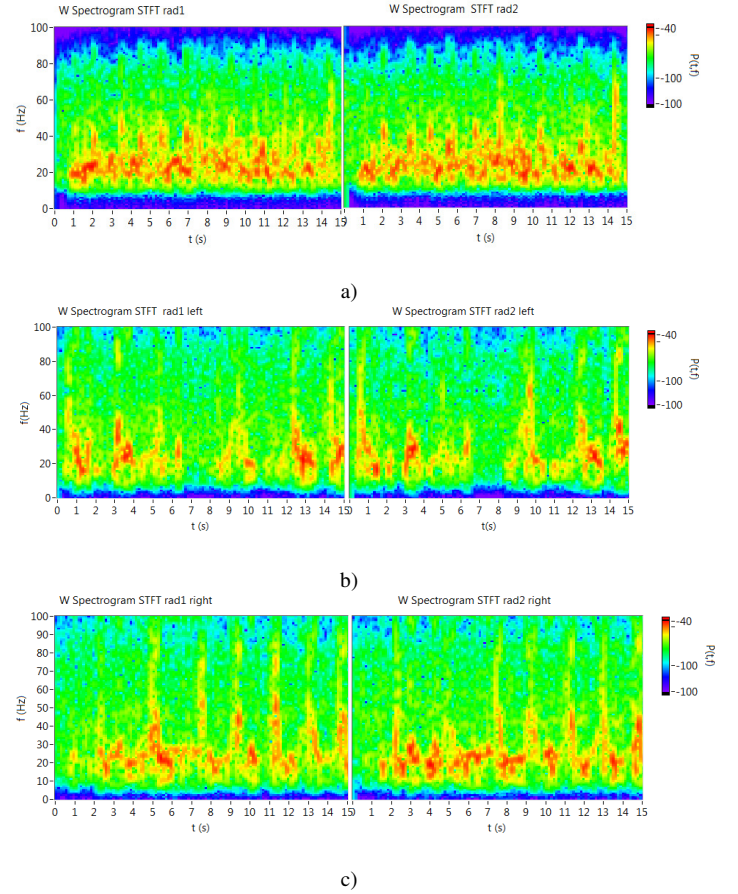 W Spectrogram STFT rad1
W Spectrogram STFT rad2
100
80
60
40
20
0
f (Hz)
0 1 2 3 4 5 6 7 8 9 10 11 12 13 14 15
1 2 3 4 5 6 7 8 9 10 11 12 13 14 15
t (s)
t (s)
-40
-100
-100
P(t,f)
a)
W Spectrogram STFT rad1 left
W Spectrogram STFT rad2 left
100
80
60
40
20
0
f(Hz)
0 1 2 3 4 5 6 7 8 9 10 11 12 13 14 15
0 1 2 3 4 5 6 7 8 9 10 11 12 13 14 15
t (s)
t(s)
-40
-100
-100
P(t,f)
b)
W Spectrogram STFT rad1 right
W Spectrogram STFT rad2 right
100
90
80
70
60
50
40
30
20
10
0
f (Hz)
0 1 2 3 4 5 6 7 8 9 10 11 12 13 14 15
0 1 2 3 4 5 6 7 8 9 10 11 12 13 14 15
t (s)
t (s)
-40
-100
-100
P(t,f)
c)